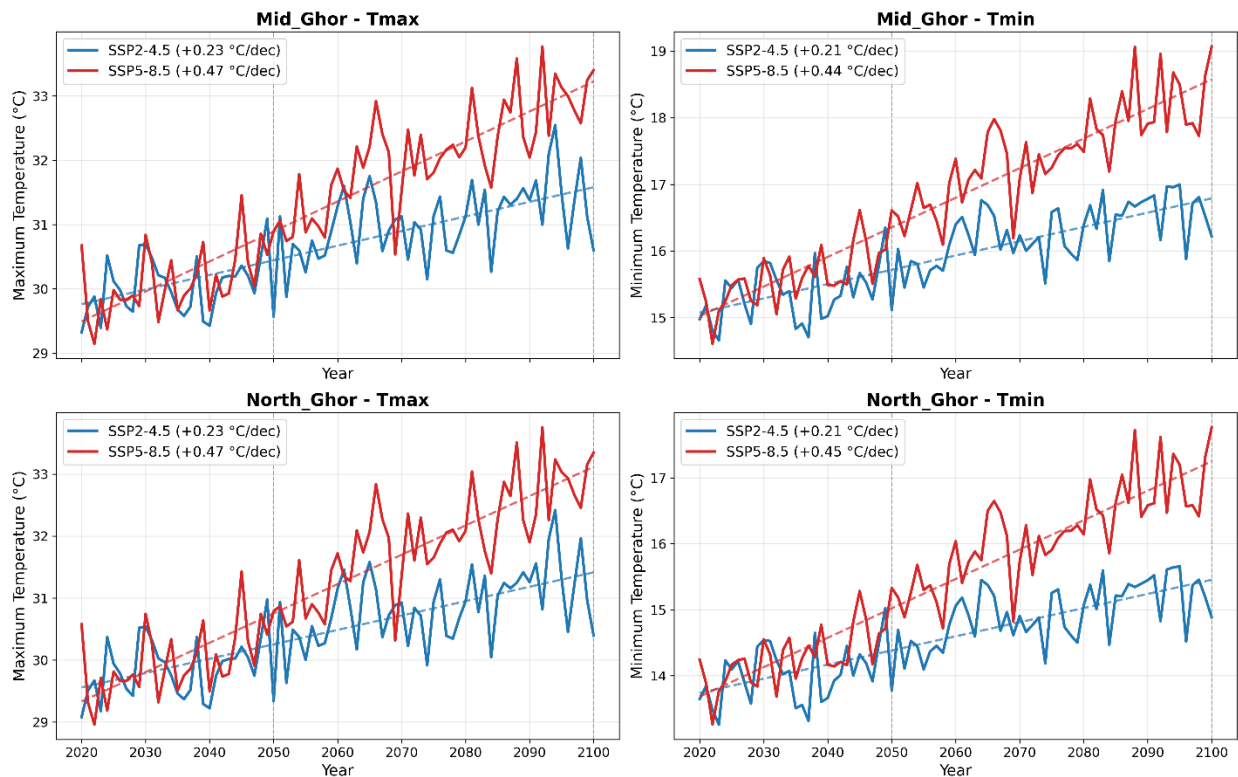 Mid_Ghor - Tmax
SSP2-4.5 (+0.23 °C/dec)
SSP5-8.5 (+0.47 °C/dec)
Maximum Temperature (°C)
33
32
31
30
29
Year
Mid_Ghor - Tmin
SSP2-4.5 (+0.21 °C/dec)
SSP5-8.5 (+0.44 °C/dec)
Minimum Temperature (°C)
19
18
17
16
15
Year
North_Ghor - Tmax
SSP2-4.5 (+0.23 °C/dec)
SSP5-8.5 (+0.47 °C/dec)
Maximum Temperature (°C)
33
32
31
30
29
2020 2030 2040 2050 2060 2070 2080 2090 2100
Year
North_Ghor - Tmin
SSP2-4.5 (+0.21 °C/dec)
SSP5-8.5 (+0.45 °C/dec)
Minimum Temperature (°C)
17
16
15
14
13
2020 2030 2040 2050 2060 2070 2080 2090 2100
Year